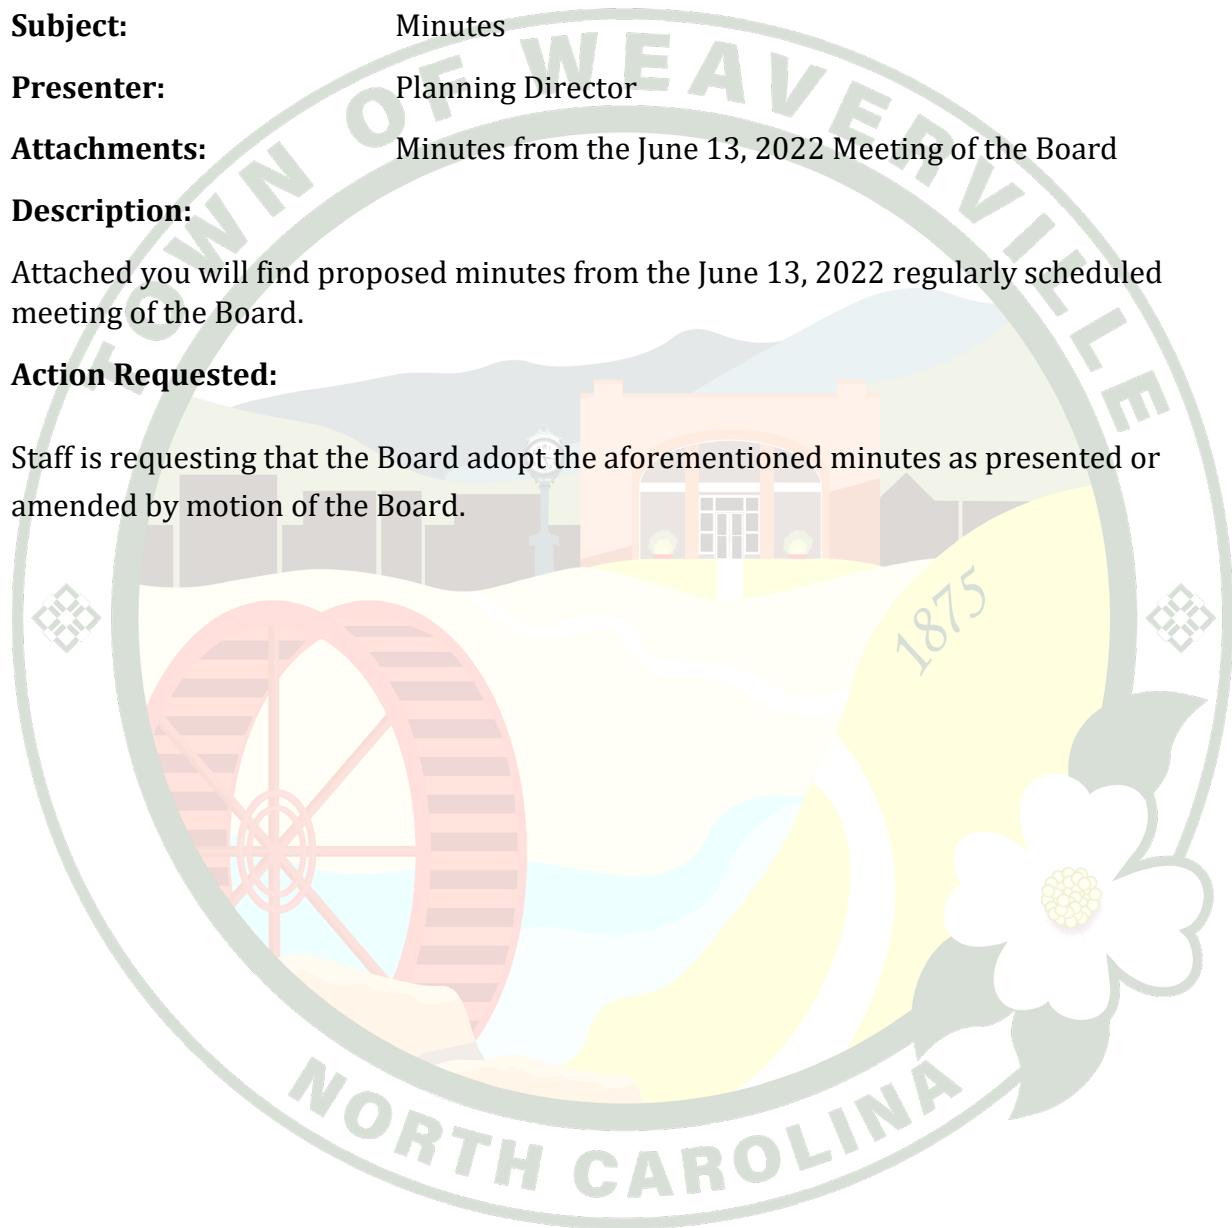 Subject: Minutes
Presenter: Planning Director
Attachments: Minutes from the June 13, 2022 Meeting of the Board
Description:
Attached you will find proposed minutes from the June 13, 2022 regularly scheduled
meeting of the Board.
Action Requested:
Staff is requesting that the Board adopt the aforementioned minutes as presented or
amended by motion of the Board.
TOWN OF WEAVERVILLE
1875
NORTH CAROLINA